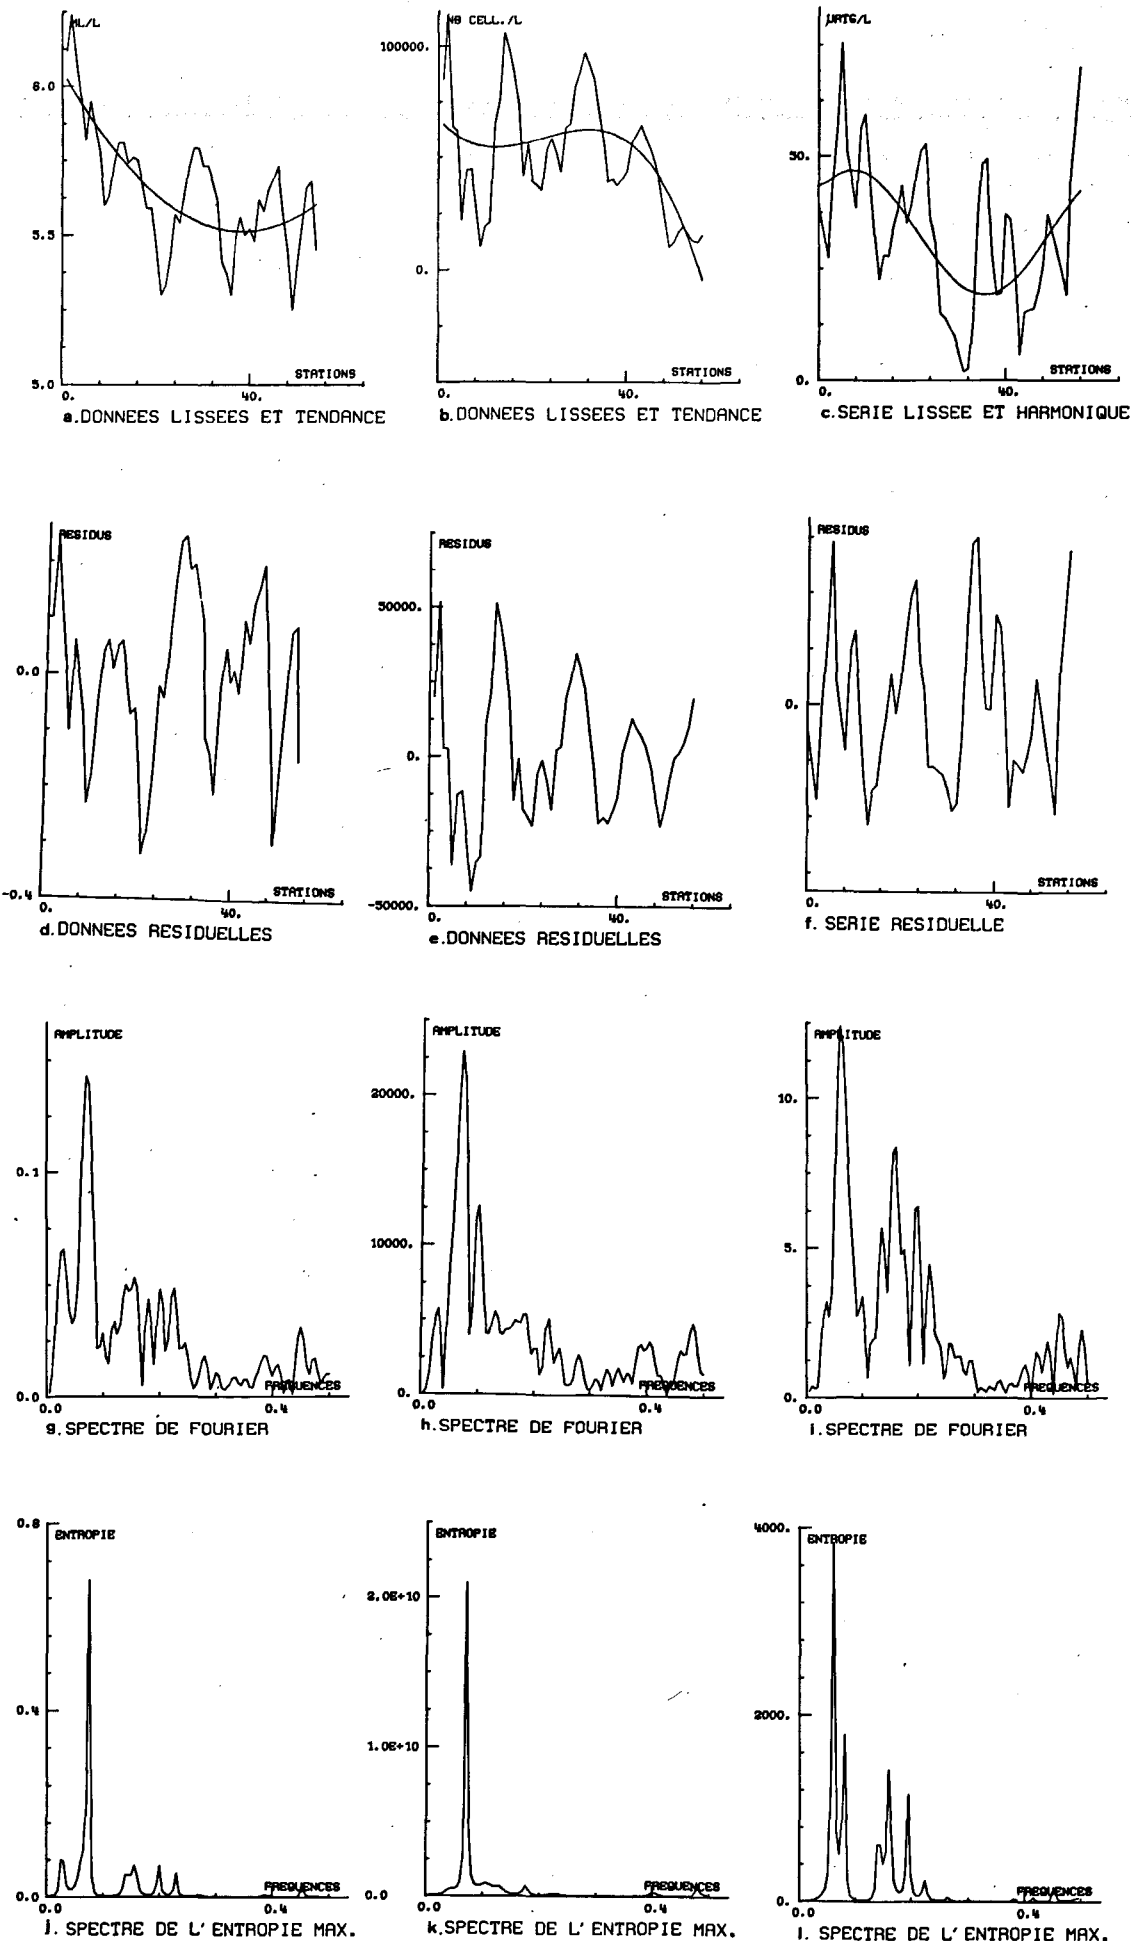 ML/L
6.0
5.5
5.0
STATIONS
0. 40.
a.DONNEES LISSEES ET TENDANCE
NB CELL./L
100000.
0.
STATIONS
0. 40.
b.DONNEES LISSEES ET TENDANCE
μATG/L
50.
0.
STATIONS
0. 40.
c.SERIE LISSEE ET HARMONIQUE
RESIDUS
0.0
-0.4
STATIONS
0. 40.
d.DONNEES RESIDUELLES
RESIDUS
50000.
0.
-50000.
STATIONS
0. 40.
e.DONNEES RESIDUELLES
RESIDUS
0.
STATIONS
0. 40.
f. SERIE RESIDUELLE
AMPLITUDE
0.1
0.0
FREQUENCES
0.0 0.4
g.SPECTRE DE FOURIER
AMPLITUDE
20000.
10000.
0.
FREQUENCES
0.0 0.4
h.SPECTRE DE FOURIER
AMPLITUDE
10.
5.
0.
FREQUENCES
0.0 0.4
i.SPECTRE DE FOURIER
ENTROPIE
0.8
0.4
0.0
FREQUENCES
0.0 0.4
j. SPECTRE DE L'ENTROPIE MAX.
ENTROPIE
2.0E+10
1.0E+10
0.0
FREQUENCES
0.0 0.4
k.SPECTRE DE L'ENTROPIE MAX.
ENTROPIE
4000.
2000.
0.
FREQUENCES
0.0 0.4
l. SPECTRE DE L'ENTROPIE MAX.